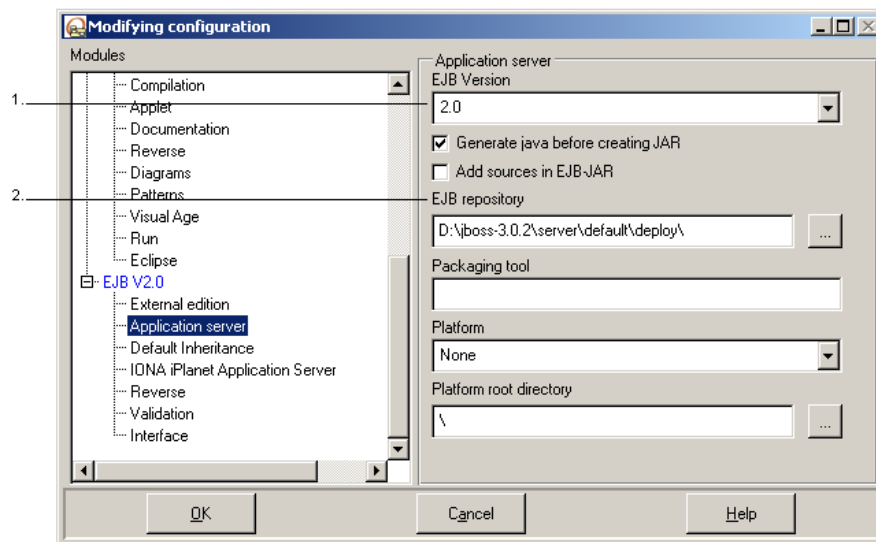 Modifying configuration
Modules
Compilation
Applet
Documentation
Reverse
Diagrams
Patterns
Visual Age
Run
Eclipse
EJB V2.0
External edition
Application server
Default Inheritance
IONA iPlanet Application Server
Reverse
Validation
Interface
1.
2.
Application server
EJB Version
2.0
Generate java before creating JAR
Add sources in EJB-JAR
EJB repository
D:\jboss-3.0.2\server\default\deploy\
...
Packaging tool
Platform
None
Platform root directory
\
...
OK
Cancel
Help